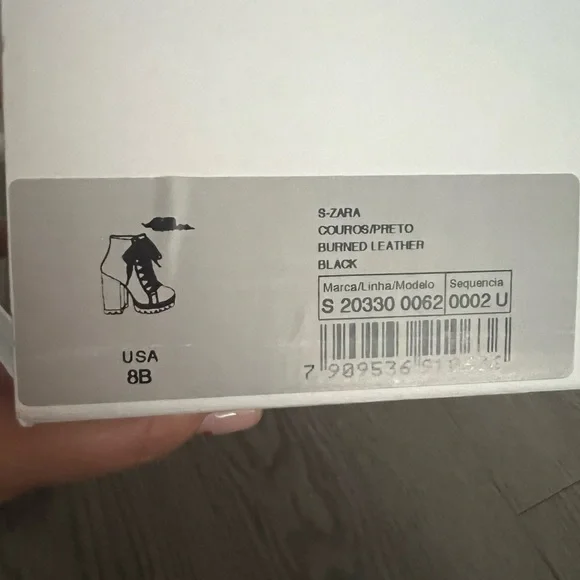 S-ZARA
COUROS/PRETO
BURNED LEATHER
BLACK
Marca/Linha/Modelo Sequencia
S 20330 0062 0002 U
USA
8B